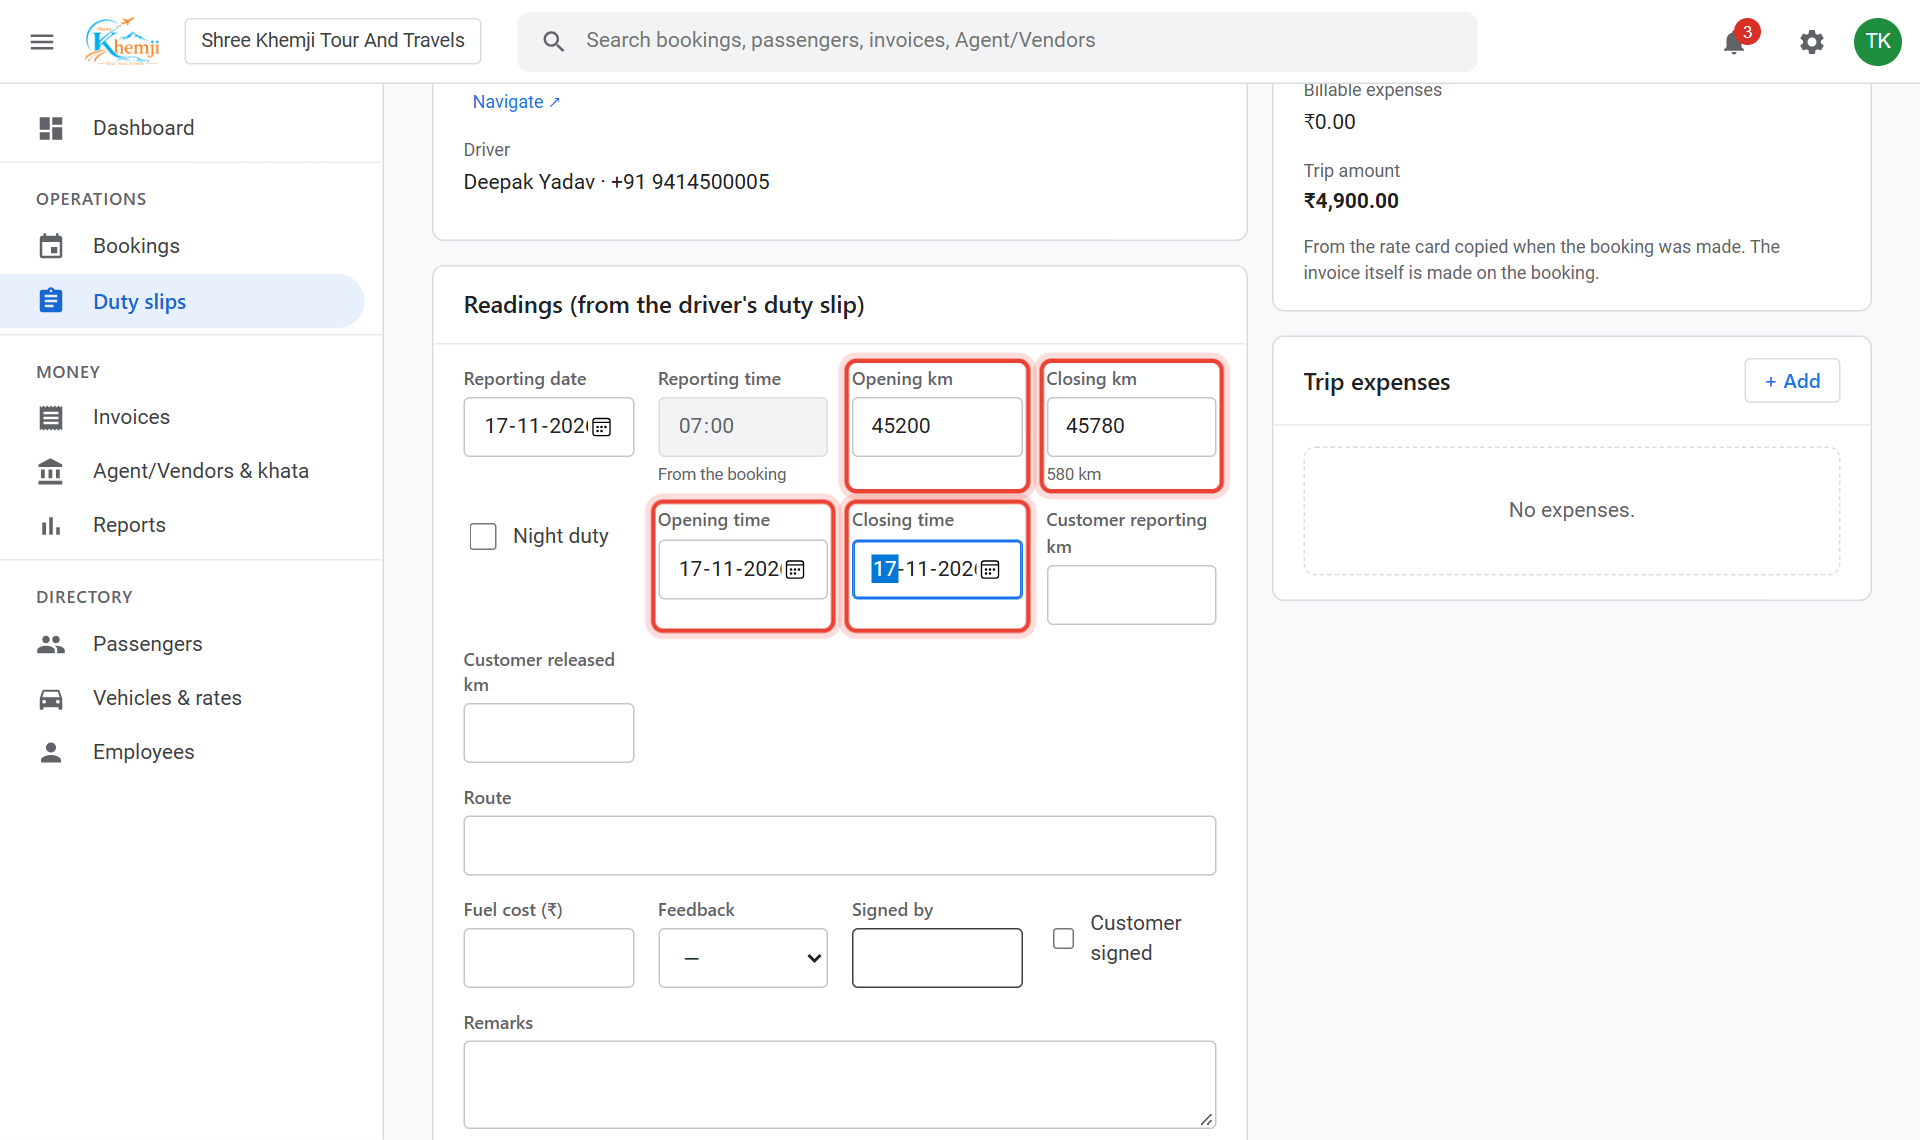 Khemji
Shree Khemji Tour And Travels
Search bookings, passengers, invoices, Agent/Vendors
3
TK
Dashboard
OPERATIONS
Bookings
Duty slips
MONEY
Invoices
Agent/Vendors & khata
Reports
DIRECTORY
Passengers
Vehicles & rates
Employees
Navigate ↗
Driver
Deepak Yadav · +91 9414500005
Readings (from the driver's duty slip)
Reporting date
Reporting time
Opening km
Closing km
17-11-202
07:00
45200
45780
From the booking
580 km
Night duty
Opening time
Closing time
Customer reporting
km
17-11-202
17-11-202
Customer released
km
Route
Fuel cost (₹)
Feedback
Signed by
Customer
signed
—
Remarks
Billable expenses
₹0.00
Trip amount
₹4,900.00
From the rate card copied when the booking was made. The
invoice itself is made on the booking.
Trip expenses
+ Add
No expenses.